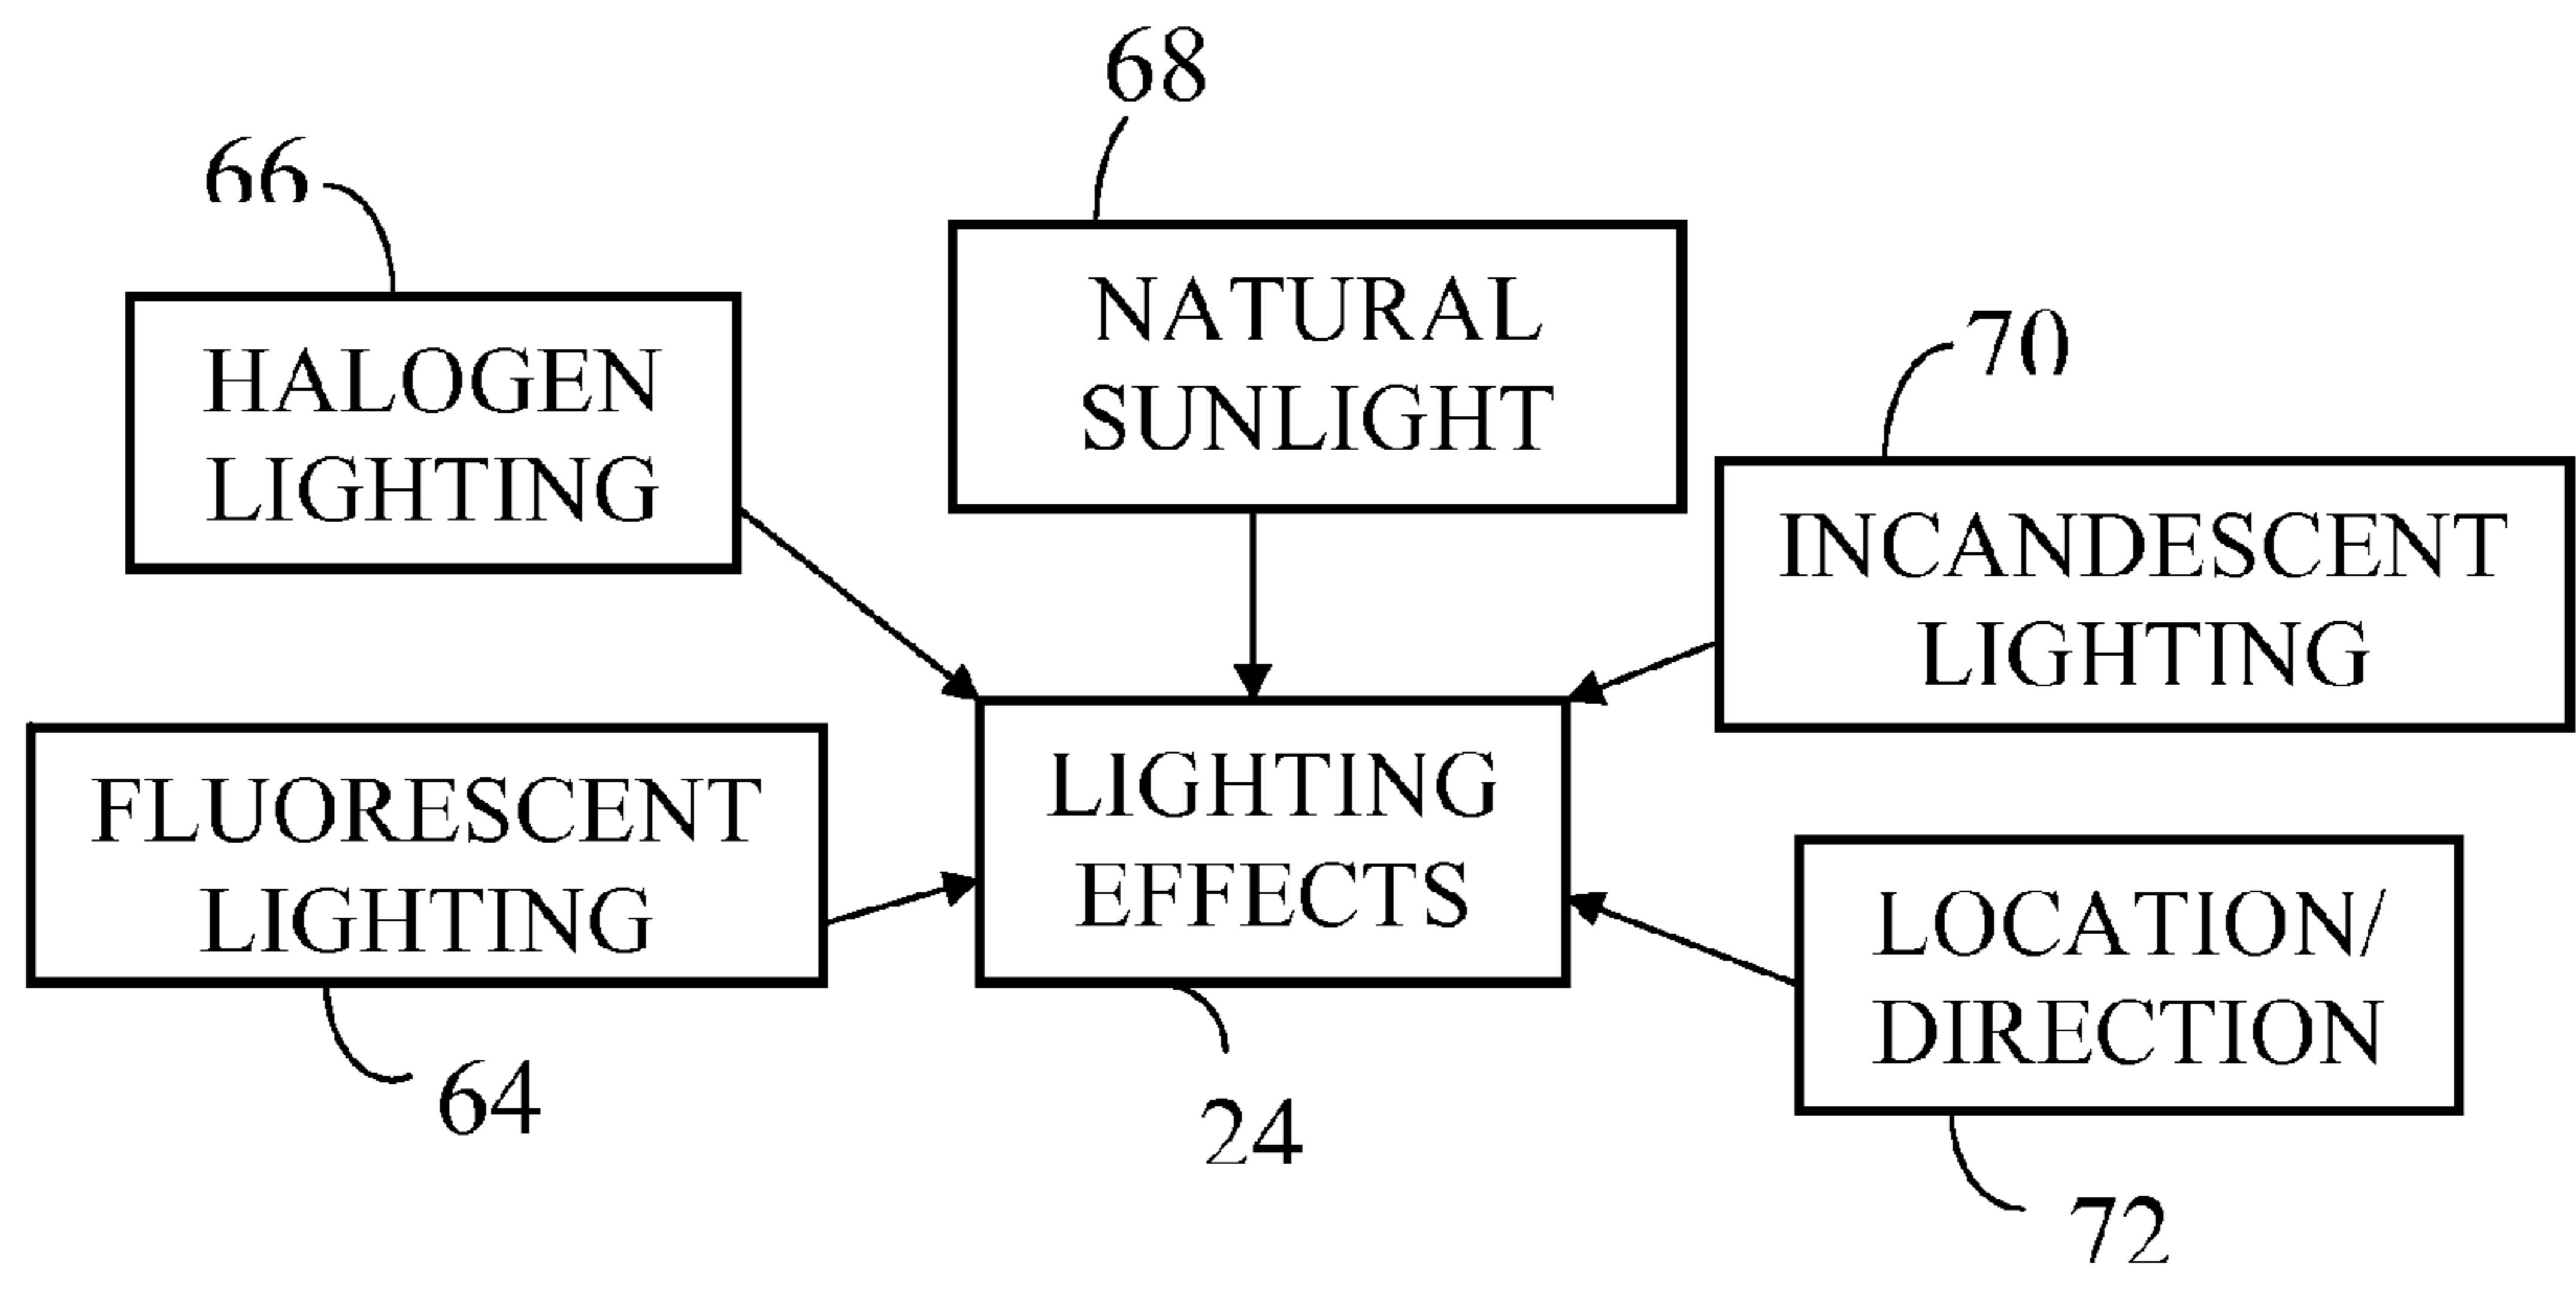 68
66
NATURAL
SUNLIGHT
70
HALOGEN
LIGHTING
INCANDESCENT
LIGHTING
FLUORESCENT
LIGHTING
LIGHTING
EFFECTS
LOCATION/
DIRECTION
64
24
72